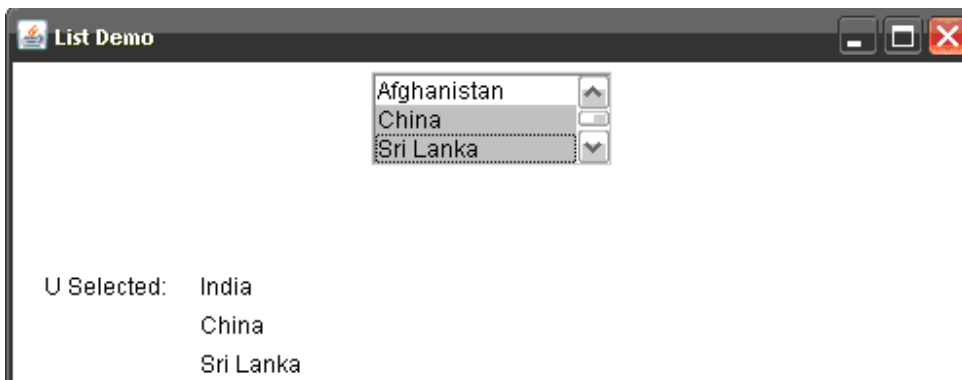 List Demo
Afghanistan
China
Sri Lanka
U Selected: India
China
Sri Lanka